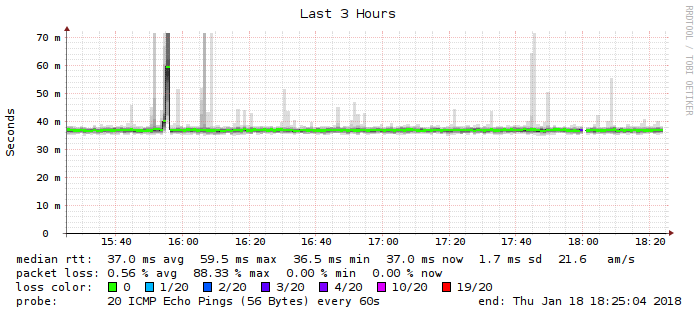 Last 3 Hours
RRDTOOL / TOBI OETIKER
Seconds
70 m
60 m
50 m
40 m
30 m
20 m
10 m
0
15:40 16:00 16:20 16:40 17:00 17:20 17:40 18:00 18:20
median rtt: 37.0 ms avg 59.5 ms max 36.5 ms min 37.0 ms now 1.7 ms sd 21.6 am/s
packet loss: 0.56 % avg 88.33 % max 0.00 % min 0.00 % now
loss color: 0 1/20 2/20 3/20 4/20 10/20 19/20
probe: 20 ICMP Echo Pings (56 Bytes) every 60s end: Thu Jan 18 18:25:04 2018